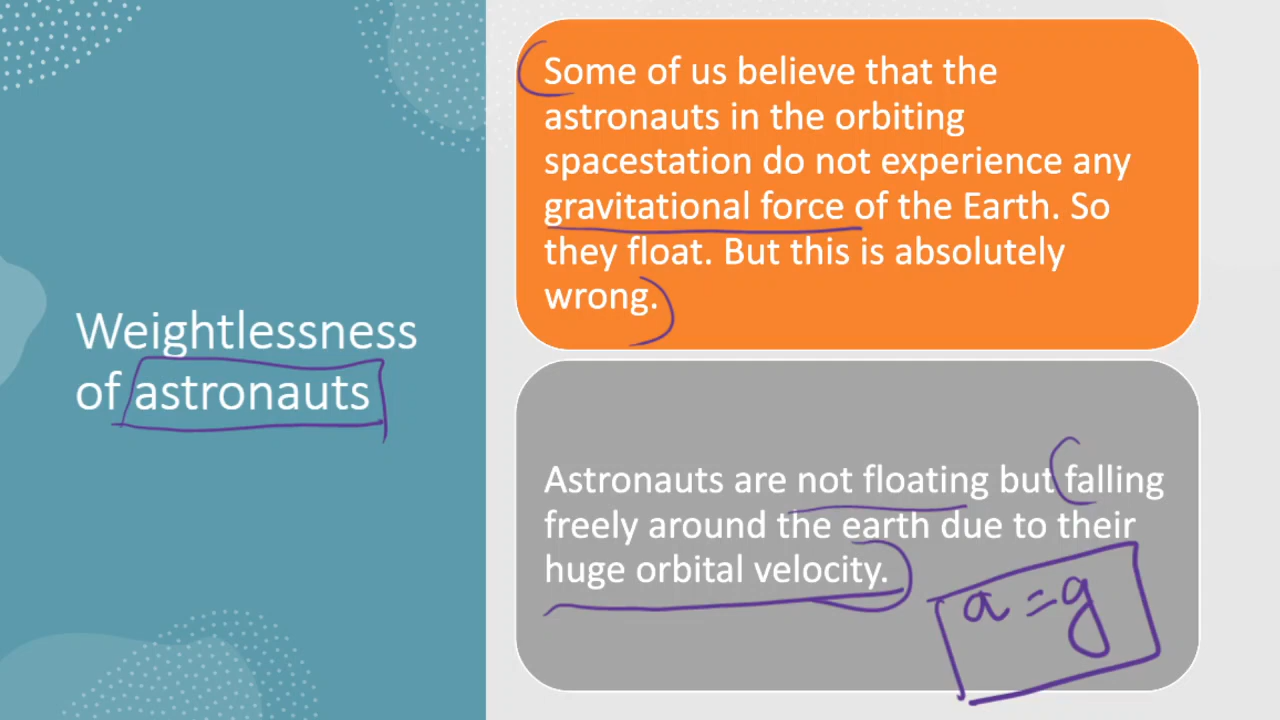 Weightlessness
of astronauts
Some of us believe that the
astronauts in the orbiting
spacestation do not experience any
gravitational force of the Earth. So
they float. But this is absolutely
wrong.
Astronauts are not floating but falling
freely around the earth due to their
huge orbital velocity.
a = g